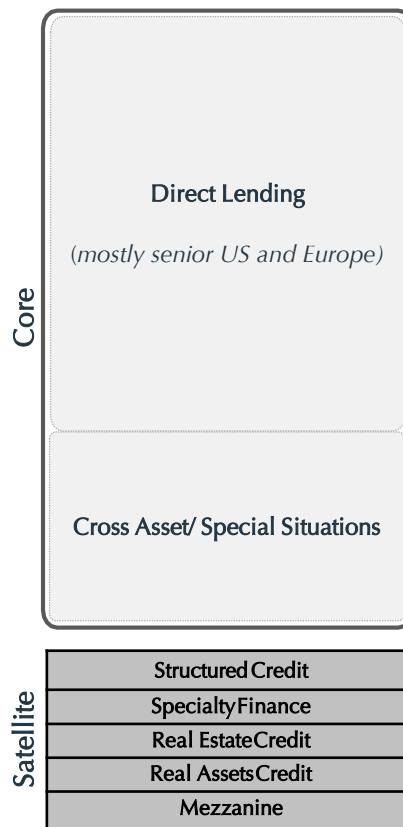 Core
Direct Lending
(mostly senior US and Europe)
Cross Asset/ Special Situations
Satellite
Structured Credit
Specialty Finance
Real Estate Credit
Real Assets Credit
Mezzanine